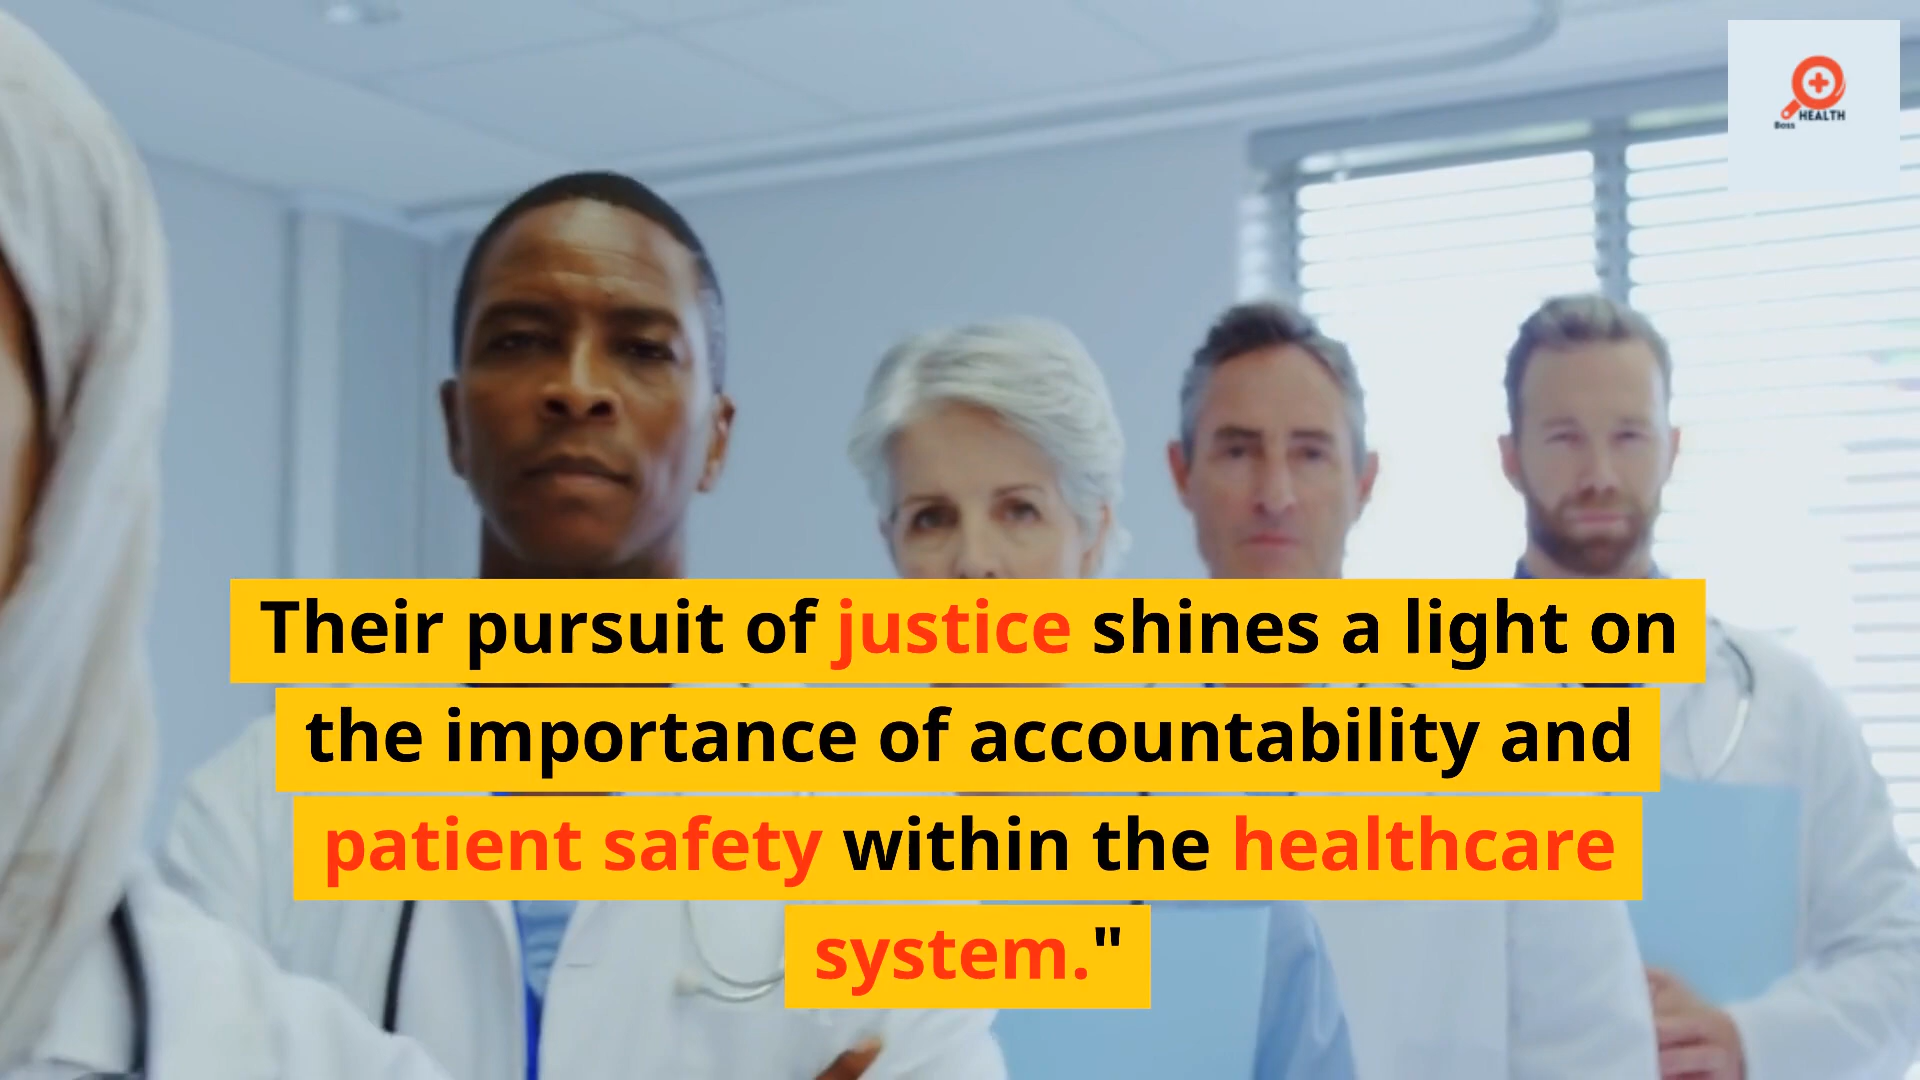 HEALTH
Boss
Their pursuit of justice shines a light on
the importance of accountability and
patient safety within the healthcare
system."